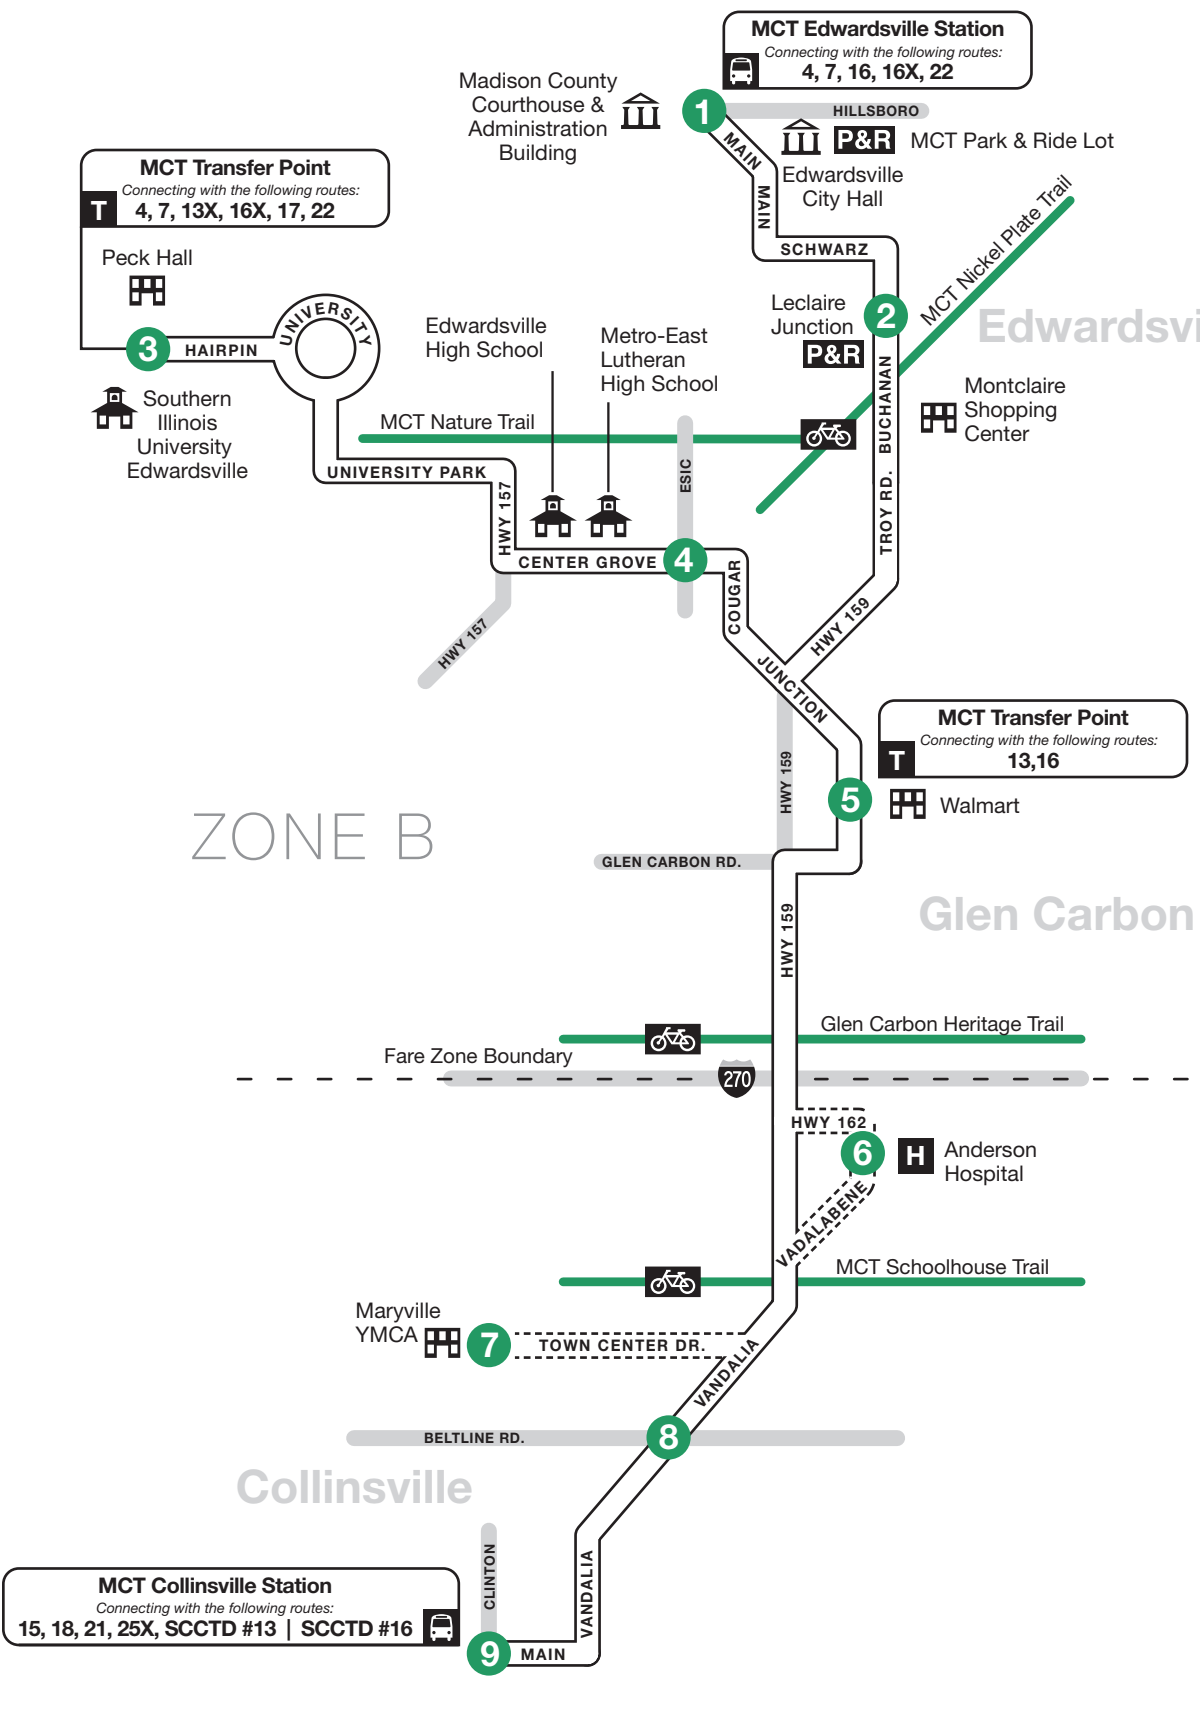 MCT Edwardsville Station
Connecting with the following routes:
4, 7, 16, 16X, 22
Madison County
Courthouse &
Administration
Building
1
HILLSBORO
MAIN
P&R
MCT Park & Ride Lot
Edwardsville
City Hall
MAIN
SCHWARZ
MCT Nickel Plate Trail
MCT Transfer Point
Connecting with the following routes:
T
4, 7, 13X, 16X, 17, 22
Peck Hall
UNIVERSITY
3
HAIRPIN
Southern
Illinois
University
Edwardsville
Edwardsville
High School
Metro-East
Lutheran
High School
Leclaire
Junction
P&R
2
Edwardsvi
BUCHANAN
Montclaire
Shopping
Center
MCT Nature Trail
UNIVERSITY PARK
ESIC
HWY 157
TROY RD.
CENTER GROVE
4
COUGAR
HWY 159
HWY 157
JUNCTION
MCT Transfer Point
Connecting with the following routes:
T
13,16
HWY 159
5
Walmart
ZONE B
GLEN CARBON RD.
Glen Carbon
HWY 159
Glen Carbon Heritage Trail
Fare Zone Boundary
270
HWY 162
6
H
Anderson
Hospital
VADALABENE
MCT Schoolhouse Trail
Maryville
YMCA
7
TOWN CENTER DR.
VANDALIA
BELTLINE RD.
8
Collinsville
CLINTON
VANDALIA
MCT Collinsville Station
Connecting with the following routes:
15, 18, 21, 25X, SCCTD #13 | SCCTD #16
9
MAIN